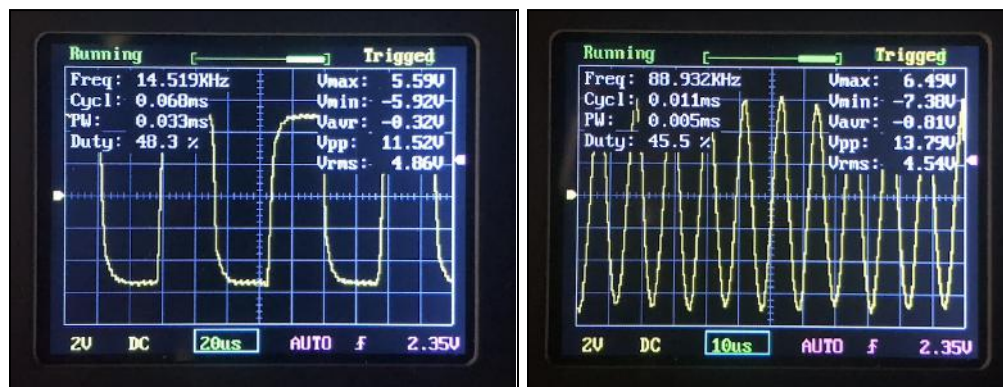 Running Trigged
Freq: 14.519KHz Vmax: 5.59V
Cycl: 0.068ms Vmin: -5.92V
PW: 0.033ms Vavr: -0.32V
Duty: 48.3 % Vpp: 11.52V
Vrms: 4.86V
2V DC 20us AUTO 2.35V
Running Trigged
Freq: 88.932KHz Vmax: 6.49V
Cycl: 0.011ms Vmin: -7.38V
PW: 0.005ms Vavr: -0.81V
Duty: 45.5 % Vpp: 13.79V
Vrms: 4.54V
2V DC 10us AUTO 2.35V